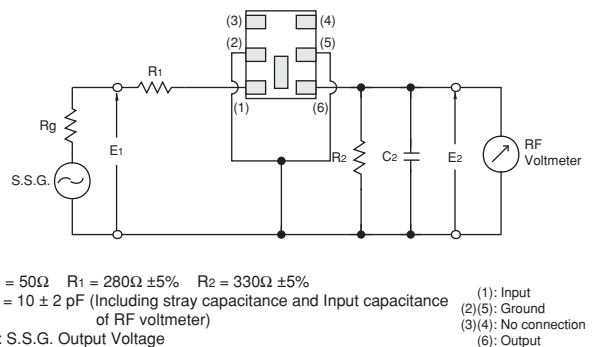 (3)
(4)
(2)
(5)
R1
(1)
(6)
Rg
E1
R2
C2
E2
RF
Voltmeter
S.S.G.
= 50Ω R1 = 280Ω ±5% R2 = 330Ω ±5%
= 10 ± 2 pF (Including stray capacitance and Input capacitance
of RF voltmeter)
: S.S.G. Output Voltage
(1): Input
(2)(5): Ground
(3)(4): No connection
(6): Output